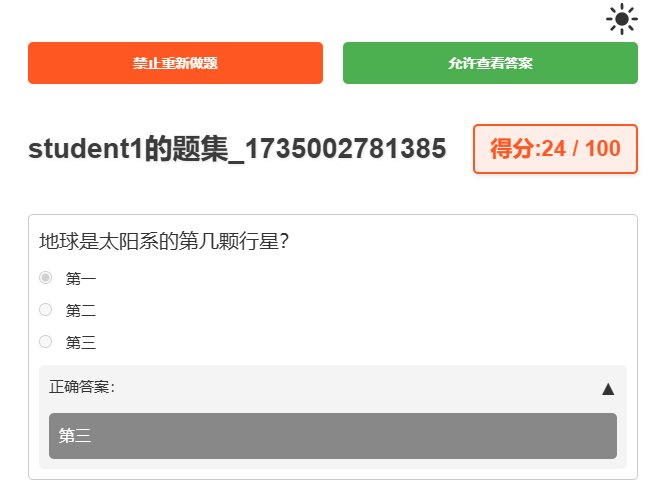 禁止重新做题
允许查看答案
student1的题集_1735002781385
得分:24 / 100
地球是太阳系的第几颗行星?
第一
第二
第三
正确答案:
▲
第三